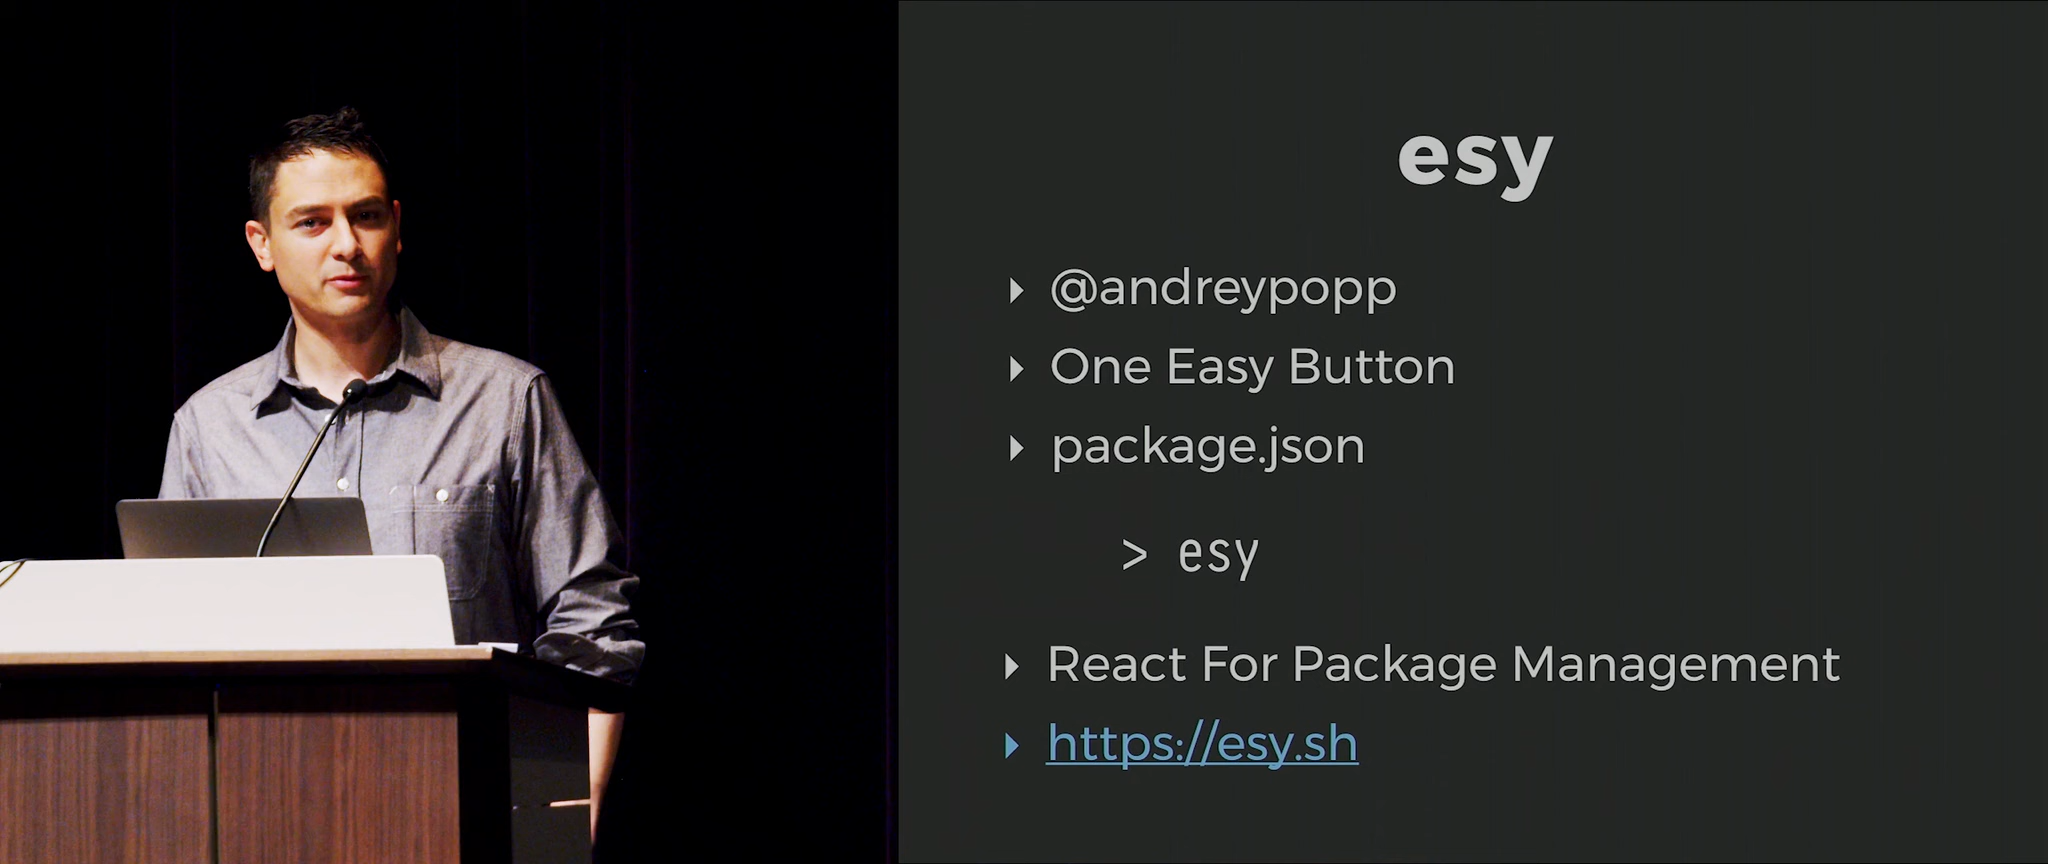 esy
@andreypopp
One Easy Button
package.json
> esy
React For Package Management
https://esy.sh